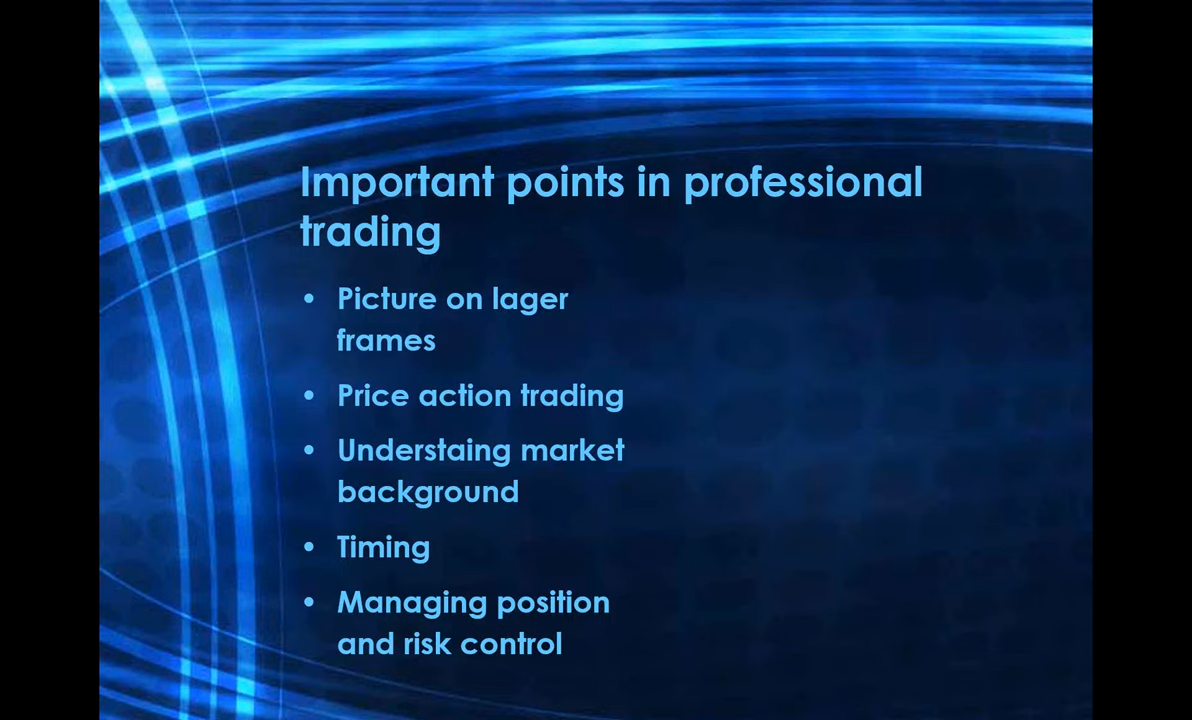 Important points in professional
trading
• Picture on lager
frames
• Price action trading
• Understaing market
background
• Timing
• Managing position
and risk control